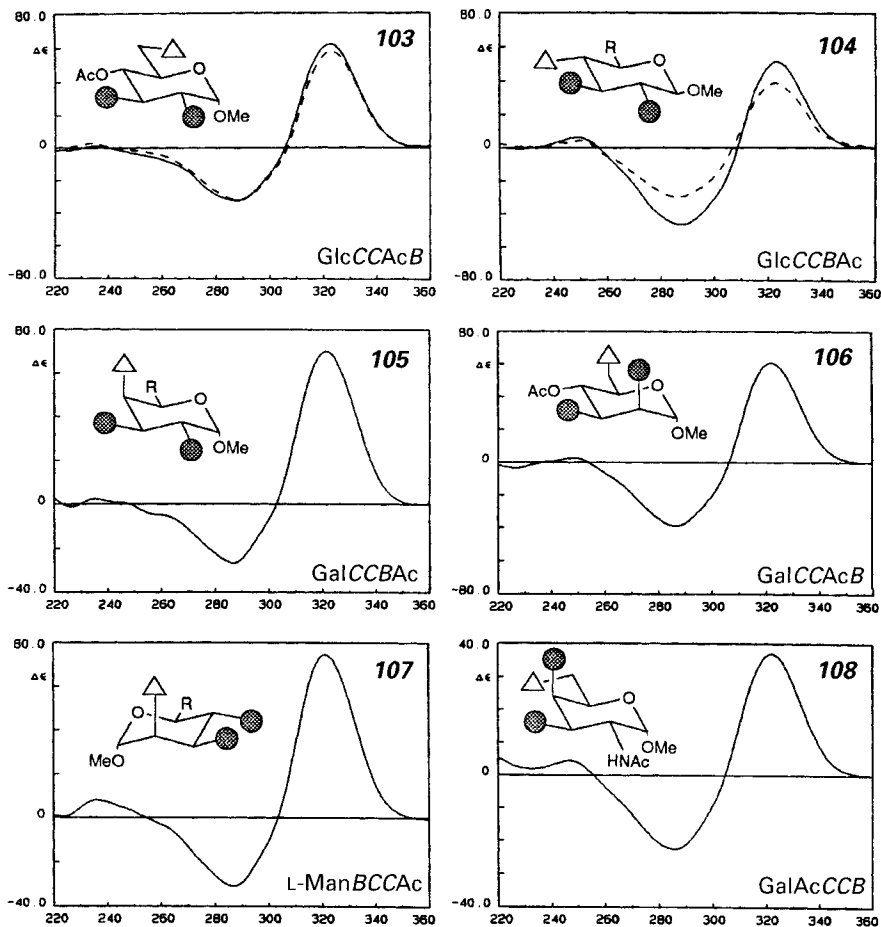 80.0
Δϵ
0
-80.0
103
AcO
O
OMe
GlcCCAcB
220 240 260 280 300 320 340 360
80.0
Δϵ
0
-80.0
104
R
O
OMe
GlcCCBAc
220 240 260 280 300 320 340 360
80.0
Δϵ
0
-40.0
105
R
O
OMe
GalCCBAc
220 240 260 280 300 320 340 360
80.0
Δϵ
0
-80.0
106
AcO
O
OMe
GalCCAcB
220 240 260 280 300 320 340 360
80.0
Δϵ
0
-40.0
107
R
O
MeO
L-ManBCCAc
220 240 260 280 300 320 340 360
40.0
Δϵ
0
-40.0
108
O
OMe
HNAc
GalAcCCB
220 240 260 280 300 320 340 360